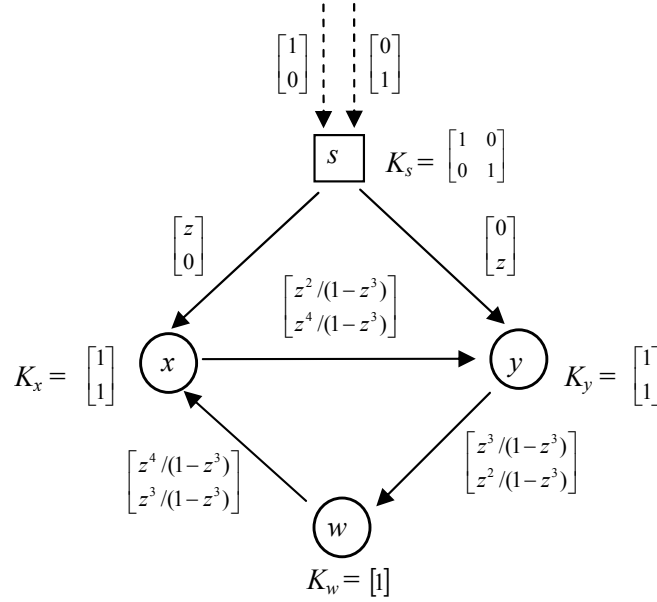 [1 0] [0 1]
s
K_s = [1 0
0 1]
[z 0] [0 z]
[z^2/(1−z^3)
z^4/(1−z^3)]
K_x = [1 1] x y K_y = [1 1]
[z^4/(1−z^3)
z^3/(1−z^3)]
[z^3/(1−z^3)
z^2/(1−z^3)]
w
K_w = [1]